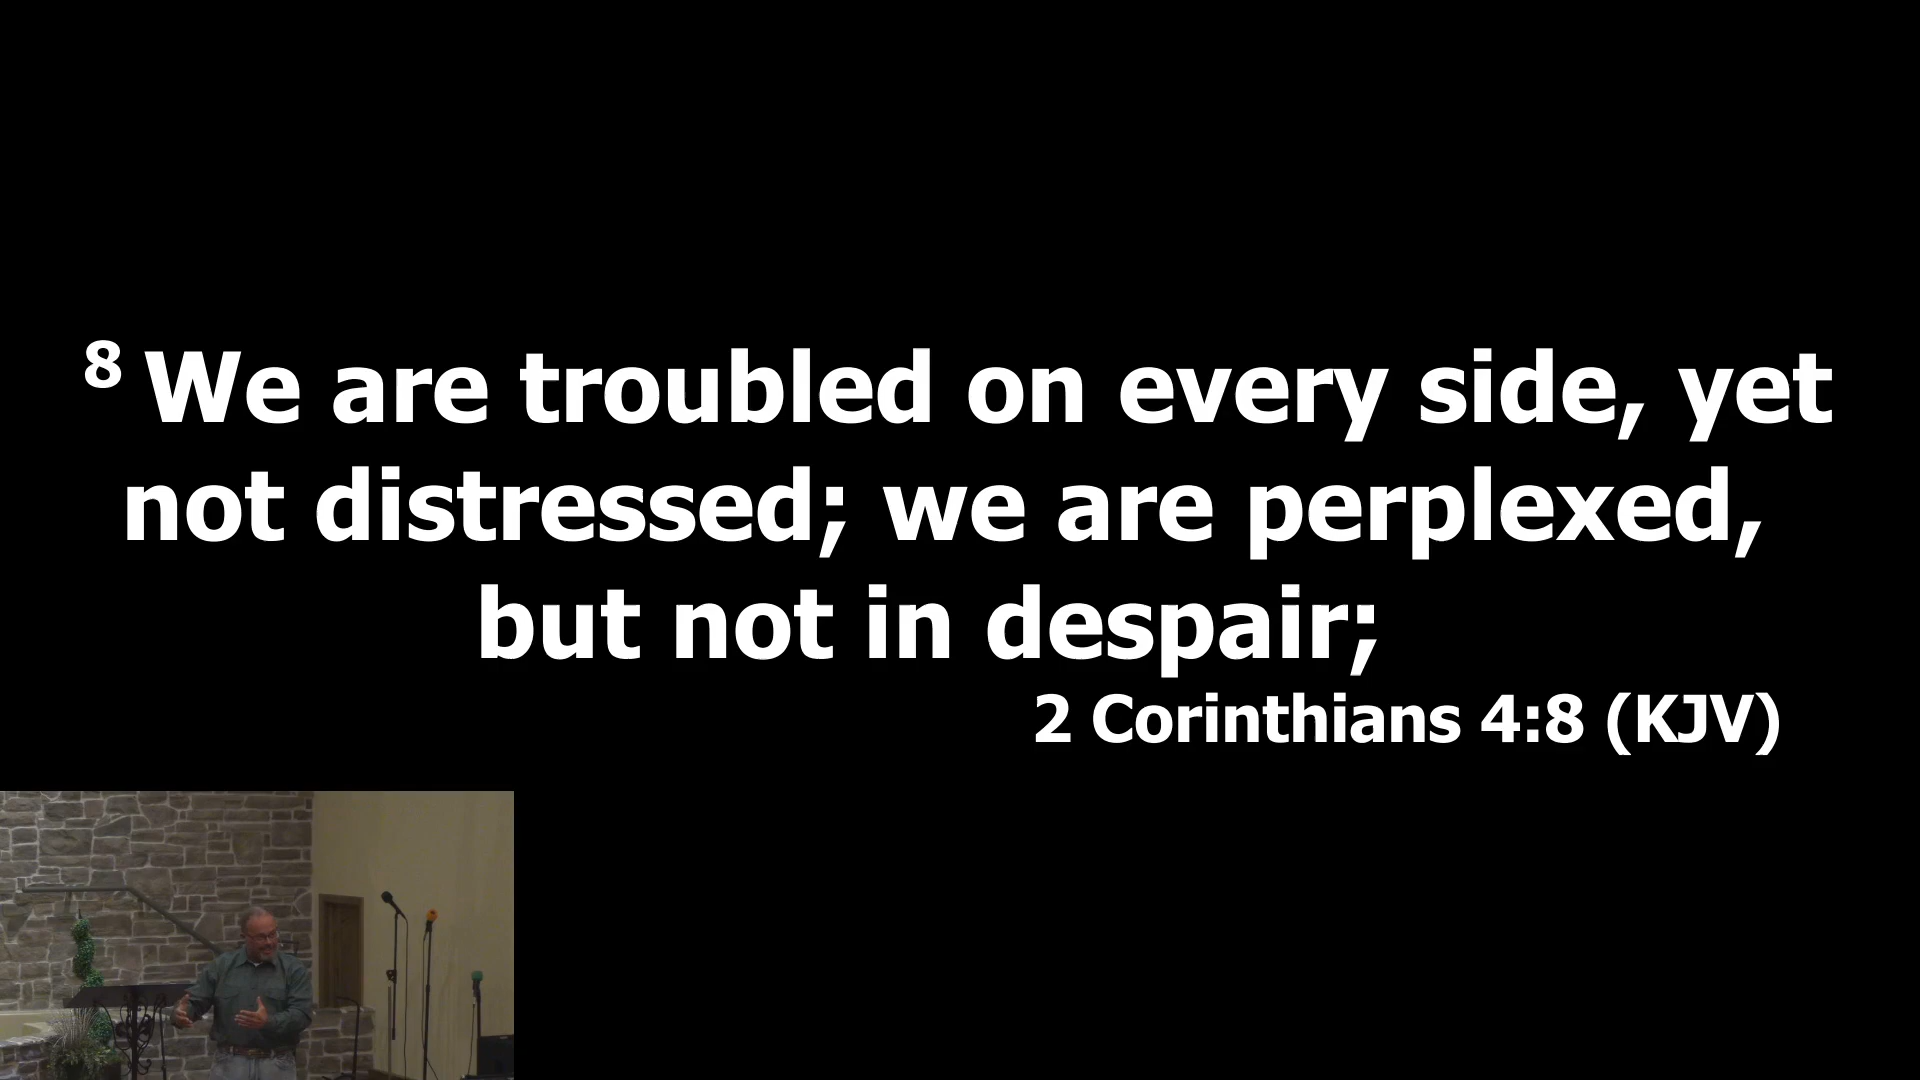 8 We are troubled on every side, yet
not distressed; we are perplexed,
but not in despair;
2 Corinthians 4:8 (KJV)